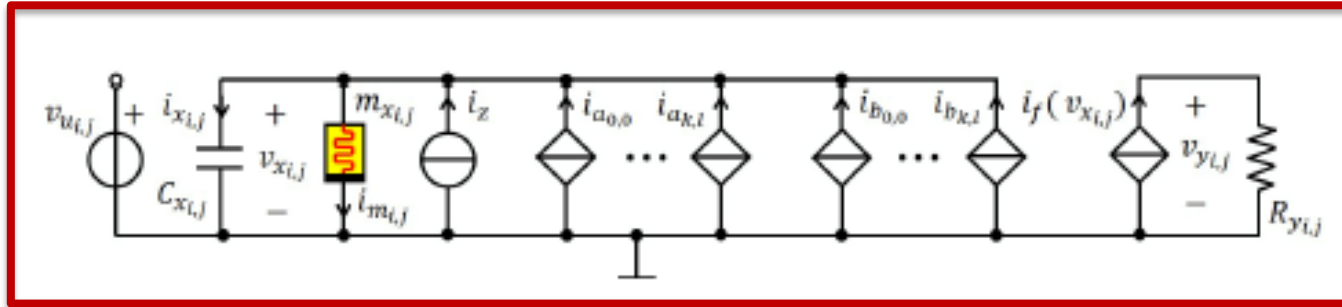 v_{u_{i,j}} + i_{x_{i,j}} + m_{x_{i,j}} i_z i_{a_{0,0}} i_{a_{k,l}} i_{b_{0,0}} i_{b_{k,l}} i_f(v_{x_{i,j}}) +
v_{x_{i,j}} ... ... v_{y_{i,j}}
C_{x_{i,j}} − i_{m_{i,j}} − R_{y_{i,j}}